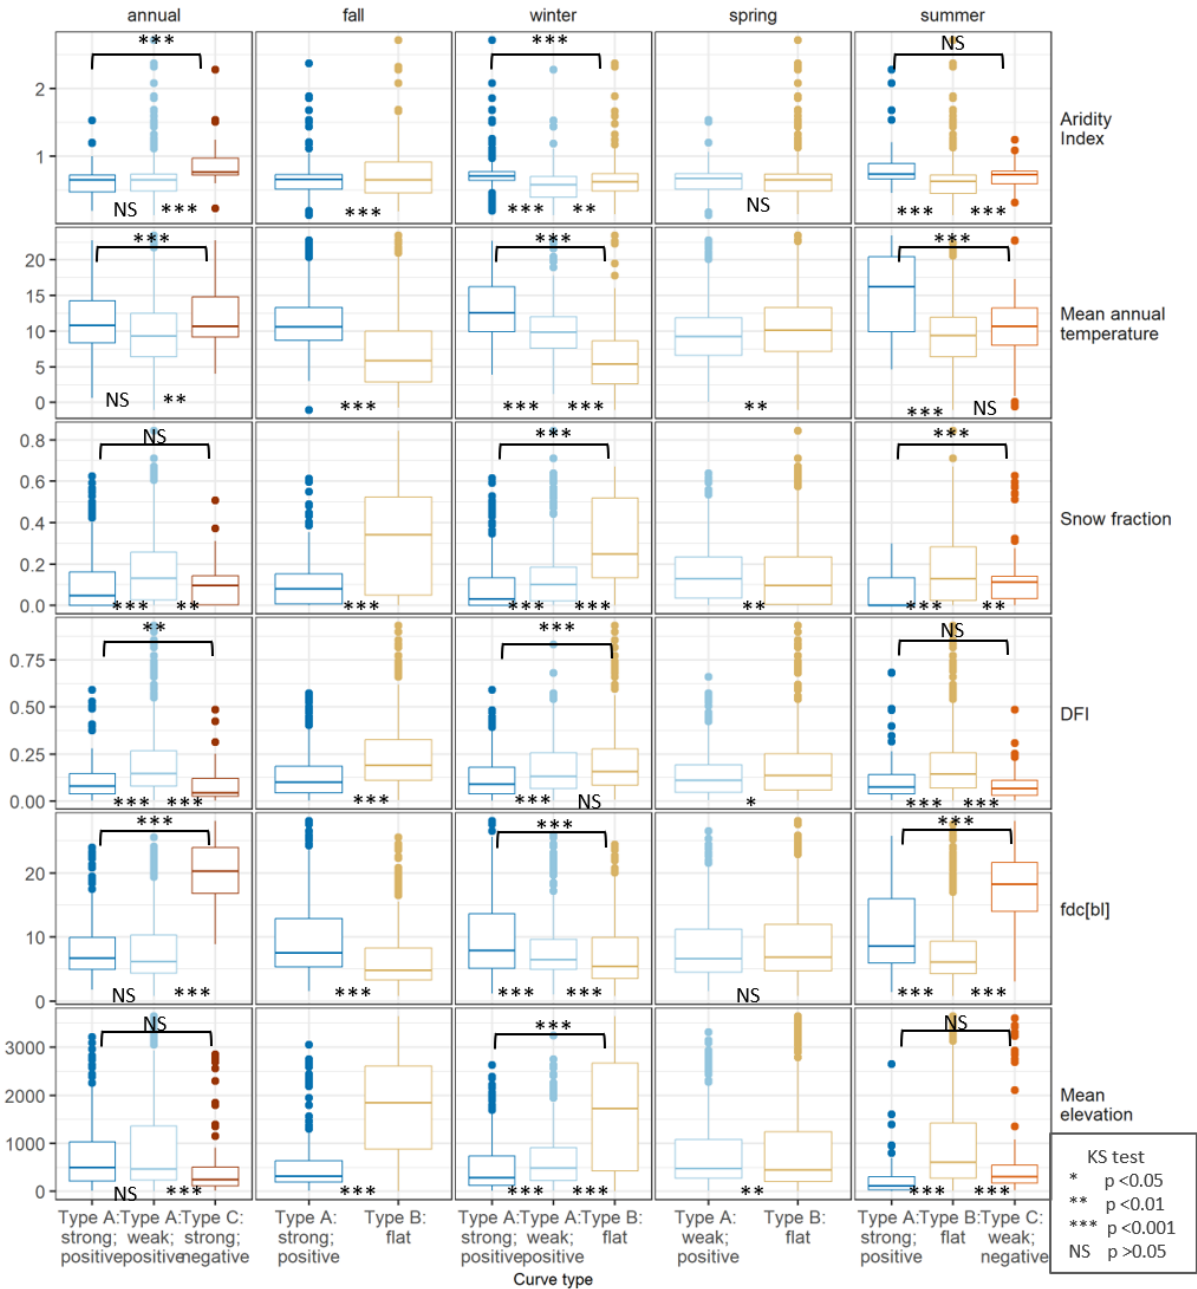 annual fall winter spring summer
*** *** NS
2
1
Aridity
Index
NS *** *** *** ** NS *** ***
*** *** ***
20
15
10
5
0
Mean annual
temperature
NS ** *** *** *** ** *** NS
NS *** ***
0.8
0.6
0.4
0.2
0.0
Snow fraction
*** ** *** *** *** ** *** **
** *** NS
0.75
0.50
0.25
0.00
DFI
*** *** *** *** NS * *** ***
*** *** ***
20
10
0
fdc[bl]
NS *** *** *** *** NS *** ***
NS *** NS
3000
2000
1000
0
Mean
elevation
NS *** *** *** *** ** *** ***
Type A: Type A: Type C: Type A: Type B: Type A: Type A: Type B: Type A: Type B: Type A: Type B: Type C:
strong; weak; strong; strong; flat strong; weak; flat weak; flat strong; flat weak;
positive positive negative positive positive positive positive positive negative
Curve type
KS test
* p <0.05
** p <0.01
*** p <0.001
NS p >0.05